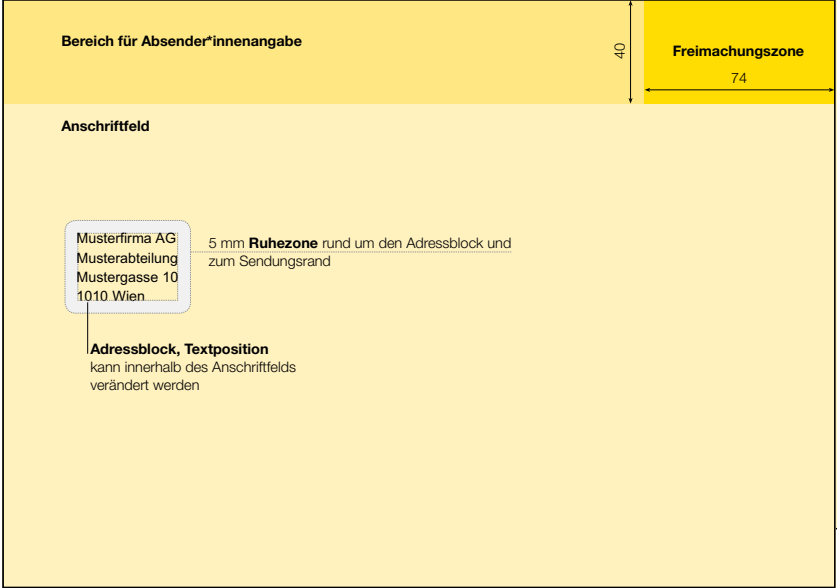 Bereich für Absender*innenangabe
40
Freimachungszone
74
Anschriftfeld
Musterfirma AG
Musterabteilung
Mustergasse 10
1010 Wien
5 mm Ruhezone rund um den Adressblock und
zum Sendungsrand
Adressblock, Textposition
kann innerhalb des Anschriftfelds
verändert werden